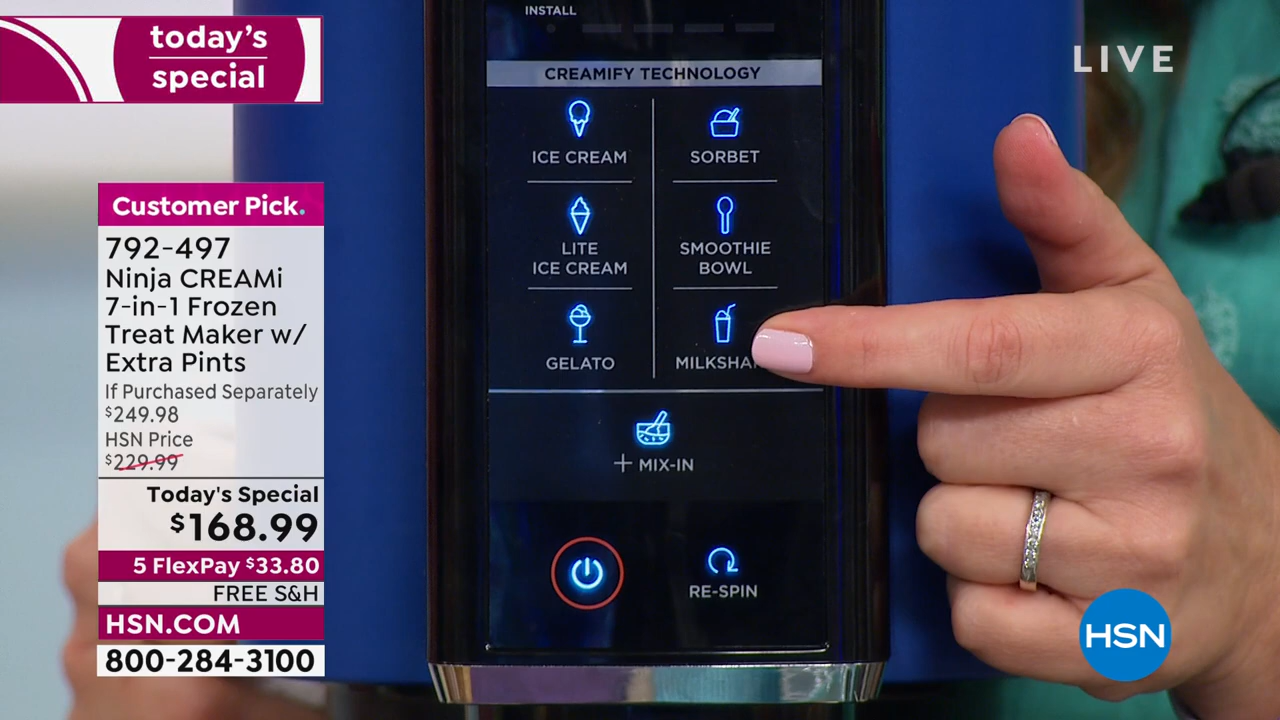 today's
special
Customer Pick.
792-497
Ninja CREAMi
7-in-1 Frozen
Treat Maker w/
Extra Pints
If Purchased Separately
$249.98
HSN Price
$229.99
Today's Special
$168.99
5 FlexPay $33.80
FREE S&H
HSN.COM
800-284-3100
INSTALL
CREAMIFY TECHNOLOGY
ICE CREAM
SORBET
LITE
ICE CREAM
SMOOTHIE
BOWL
GELATO
MILKSHA
+ MIX-IN
RE-SPIN
LIVE
HSN